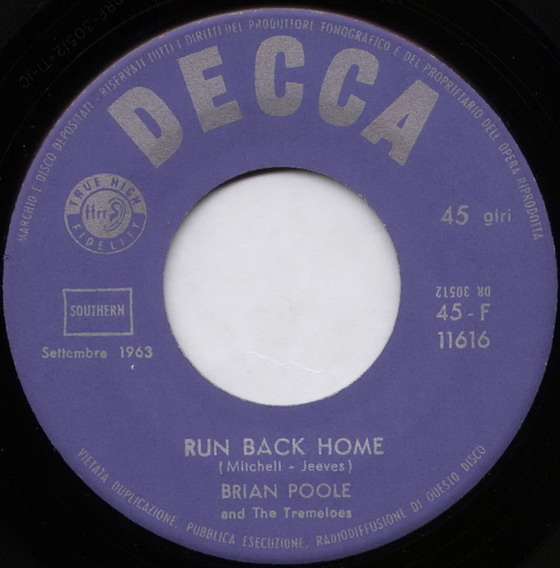 MARCHIO E DISCO DEPOSITATI - RISERVATI TUTTI I DIRITTI DEL PRODUTTORE FONOGRAFICO E DEL PROPRIETARIO DELL'OPERA RIPRODOTTA
DECCA
TRUE HIGH
ffrr
FIDELITY
45 giri
SOUTHERN
DR 30512
45-F
11616
Settembre 1963
RUN BACK HOME
(Mitchell - Jeeves)
BRIAN POOLE
and The Tremeloes
VIETATA DUPLICAZIONE, PUBBLICA ESECUZIONE, RADIODIFFUSIONE DI QUESTO DISCO